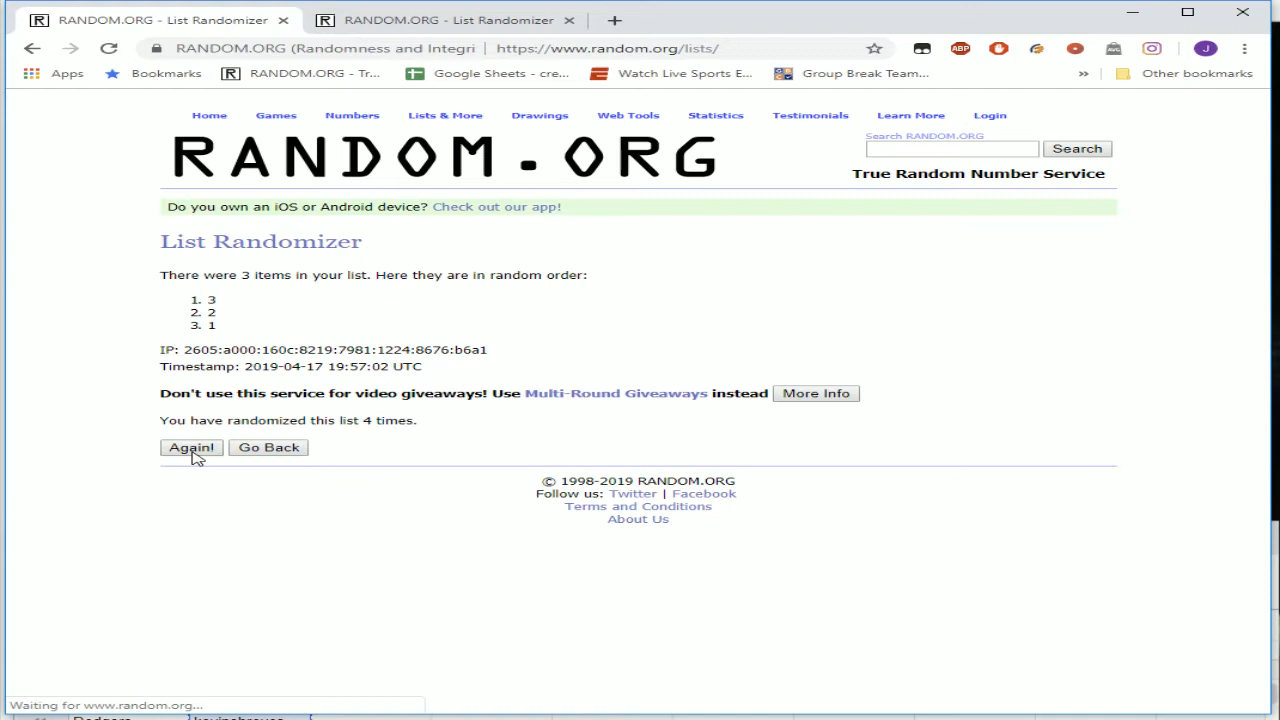 RANDOM.ORG - List Randomizer RANDOM.ORG - List Randomizer
RANDOM.ORG (Randomness and Integri | https://www.random.org/lists/ ABP AVG J
Apps Bookmarks RANDOM.ORG - Tr... Google Sheets - cre... Watch Live Sports E... Group Break Team... » Other bookmarks
Home Games Numbers Lists & More Drawings Web Tools Statistics Testimonials Learn More Login
RANDOM.ORG
Search RANDOM.ORG
Search
True Random Number Service
Do you own an iOS or Android device? Check out our app!
List Randomizer
There were 3 items in your list. Here they are in random order:
1. 3
2. 2
3. 1
IP: 2605:a000:160c:8219:7981:1224:8676:b6a1
Timestamp: 2019-04-17 19:57:02 UTC
Don't use this service for video giveaways! Use Multi-Round Giveaways instead More Info
You have randomized this list 4 times.
Again! Go Back
© 1998-2019 RANDOM.ORG
Follow us: Twitter | Facebook
Terms and Conditions
About Us
Waiting for www.random.org...